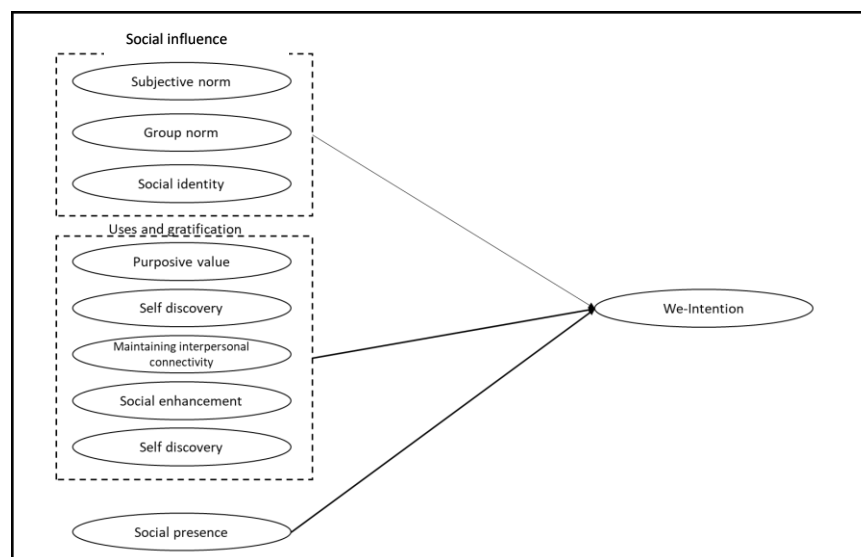 Social influence
Subjective norm
Group norm
Social identity
Uses and gratification
Purposive value
Self discovery
Maintaining interpersonal
connectivity
Social enhancement
Self discovery
Social presence
We-Intention